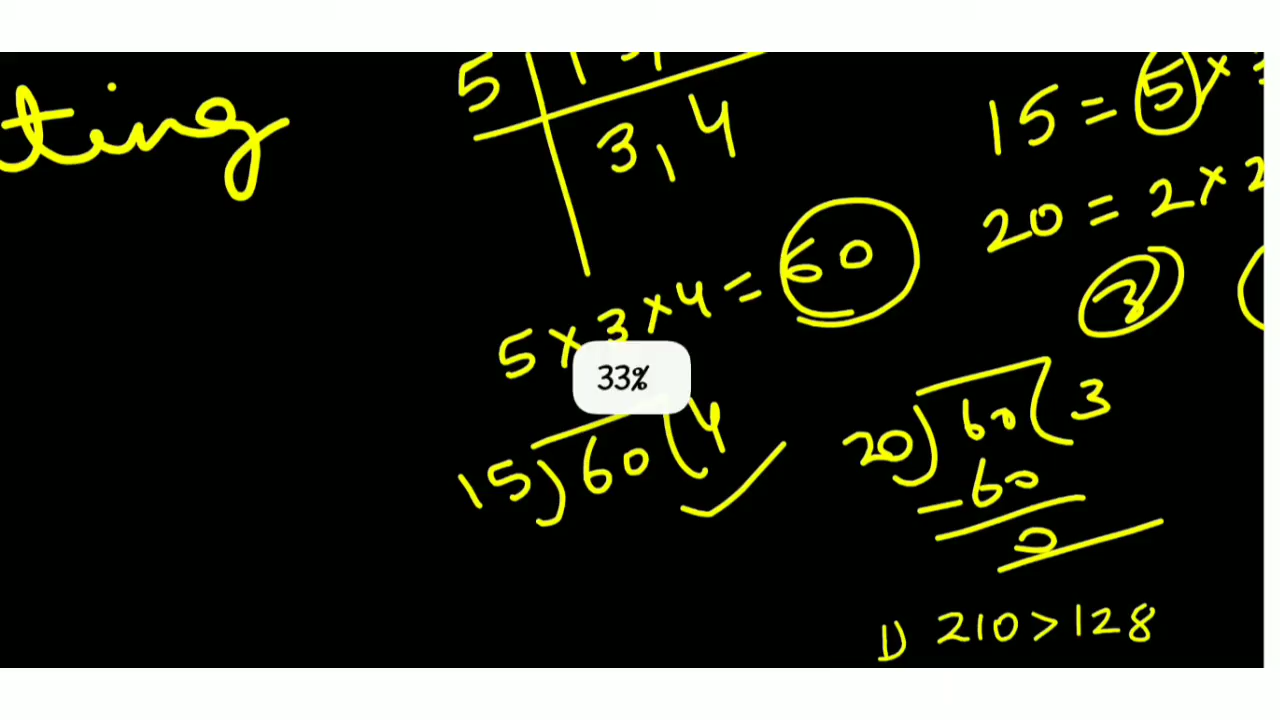 ting
5
3, 4
5 × 3 × 4 = 60
33%
15) 60 (4
15 = 5 ×
20 = 2 × 2
3
20) 60 (3
- 60
0
1) 210 > 128